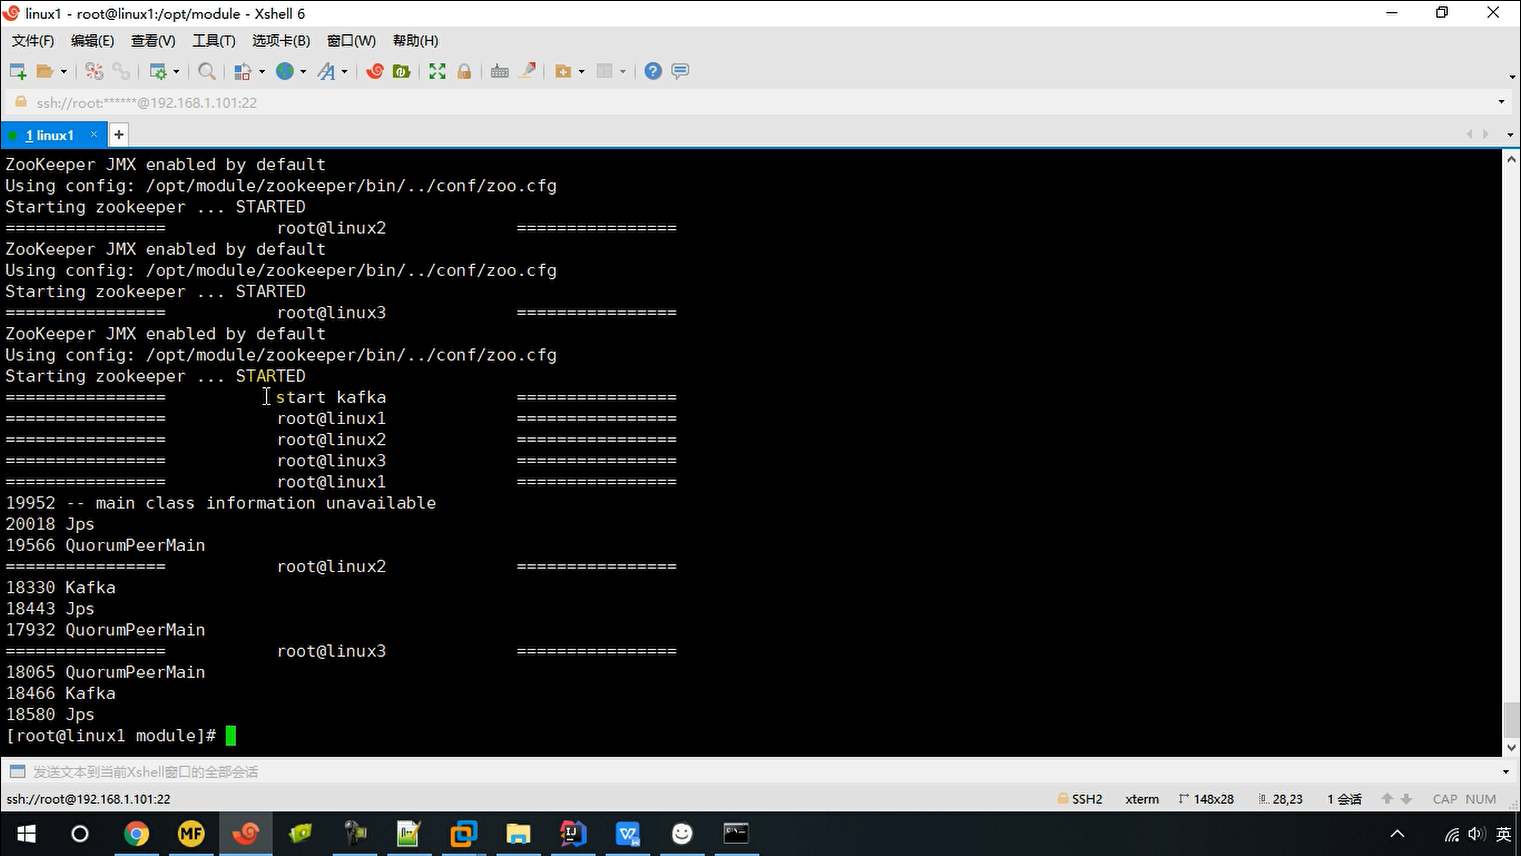 linux1 - root@linux1:/opt/module - Xshell 6
文件(F) 编辑(E) 查看(V) 工具(T) 选项卡(B) 窗口(W) 帮助(H)
ssh://root:******@192.168.1.101:22
1 linux1
ZooKeeper JMX enabled by default
Using config: /opt/module/zookeeper/bin/../conf/zoo.cfg
Starting zookeeper ... STARTED
================ root@linux2 ================
ZooKeeper JMX enabled by default
Using config: /opt/module/zookeeper/bin/../conf/zoo.cfg
Starting zookeeper ... STARTED
================ root@linux3 ================
ZooKeeper JMX enabled by default
Using config: /opt/module/zookeeper/bin/../conf/zoo.cfg
Starting zookeeper ... STARTED
================ start kafka ================
================ root@linux1 ================
================ root@linux2 ================
================ root@linux3 ================
================ root@linux1 ================
19952 -- main class information unavailable
20018 Jps
19566 QuorumPeerMain
================ root@linux2 ================
18330 Kafka
18443 Jps
17932 QuorumPeerMain
================ root@linux3 ================
18065 QuorumPeerMain
18466 Kafka
18580 Jps
[root@linux1 module]#
发送文本到当前Xshell窗口的全部会话
ssh://root@192.168.1.101:22 SSH2 xterm 148x28 28,23 1 会话 CAP NUM
MF 英